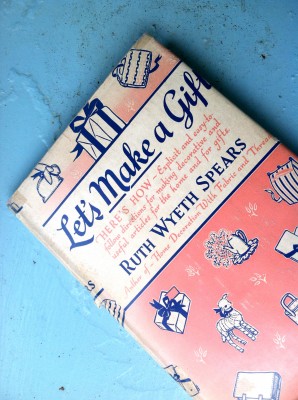 Let's Make a Gift
HERE'S HOW—Explicit and easy-to-
follow directions for making decorative and
useful articles for the home and for gifts
RUTH WYETH SPEARS
Author of—Home Decoration With Fabric and Thread